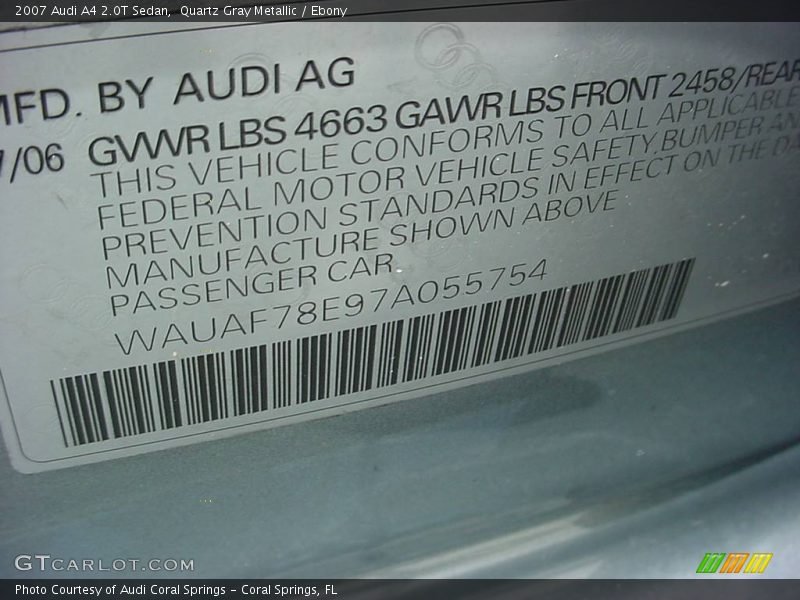 2007 Audi A4 2.0T Sedan, Quartz Gray Metallic / Ebony
MFD. BY AUDI AG
7/06 GVWR LBS 4663 GAWR LBS FRONT 2458/REAR
THIS VEHICLE CONFORMS TO ALL APPLICABLE
FEDERAL MOTOR VEHICLE SAFETY, BUMPER AN
PREVENTION STANDARDS IN EFFECT ON THE DA
MANUFACTURE SHOWN ABOVE
PASSENGER CAR
WAUAF78E97A055754
GTCARLOT.COM
Photo Courtesy of Audi Coral Springs - Coral Springs, FL